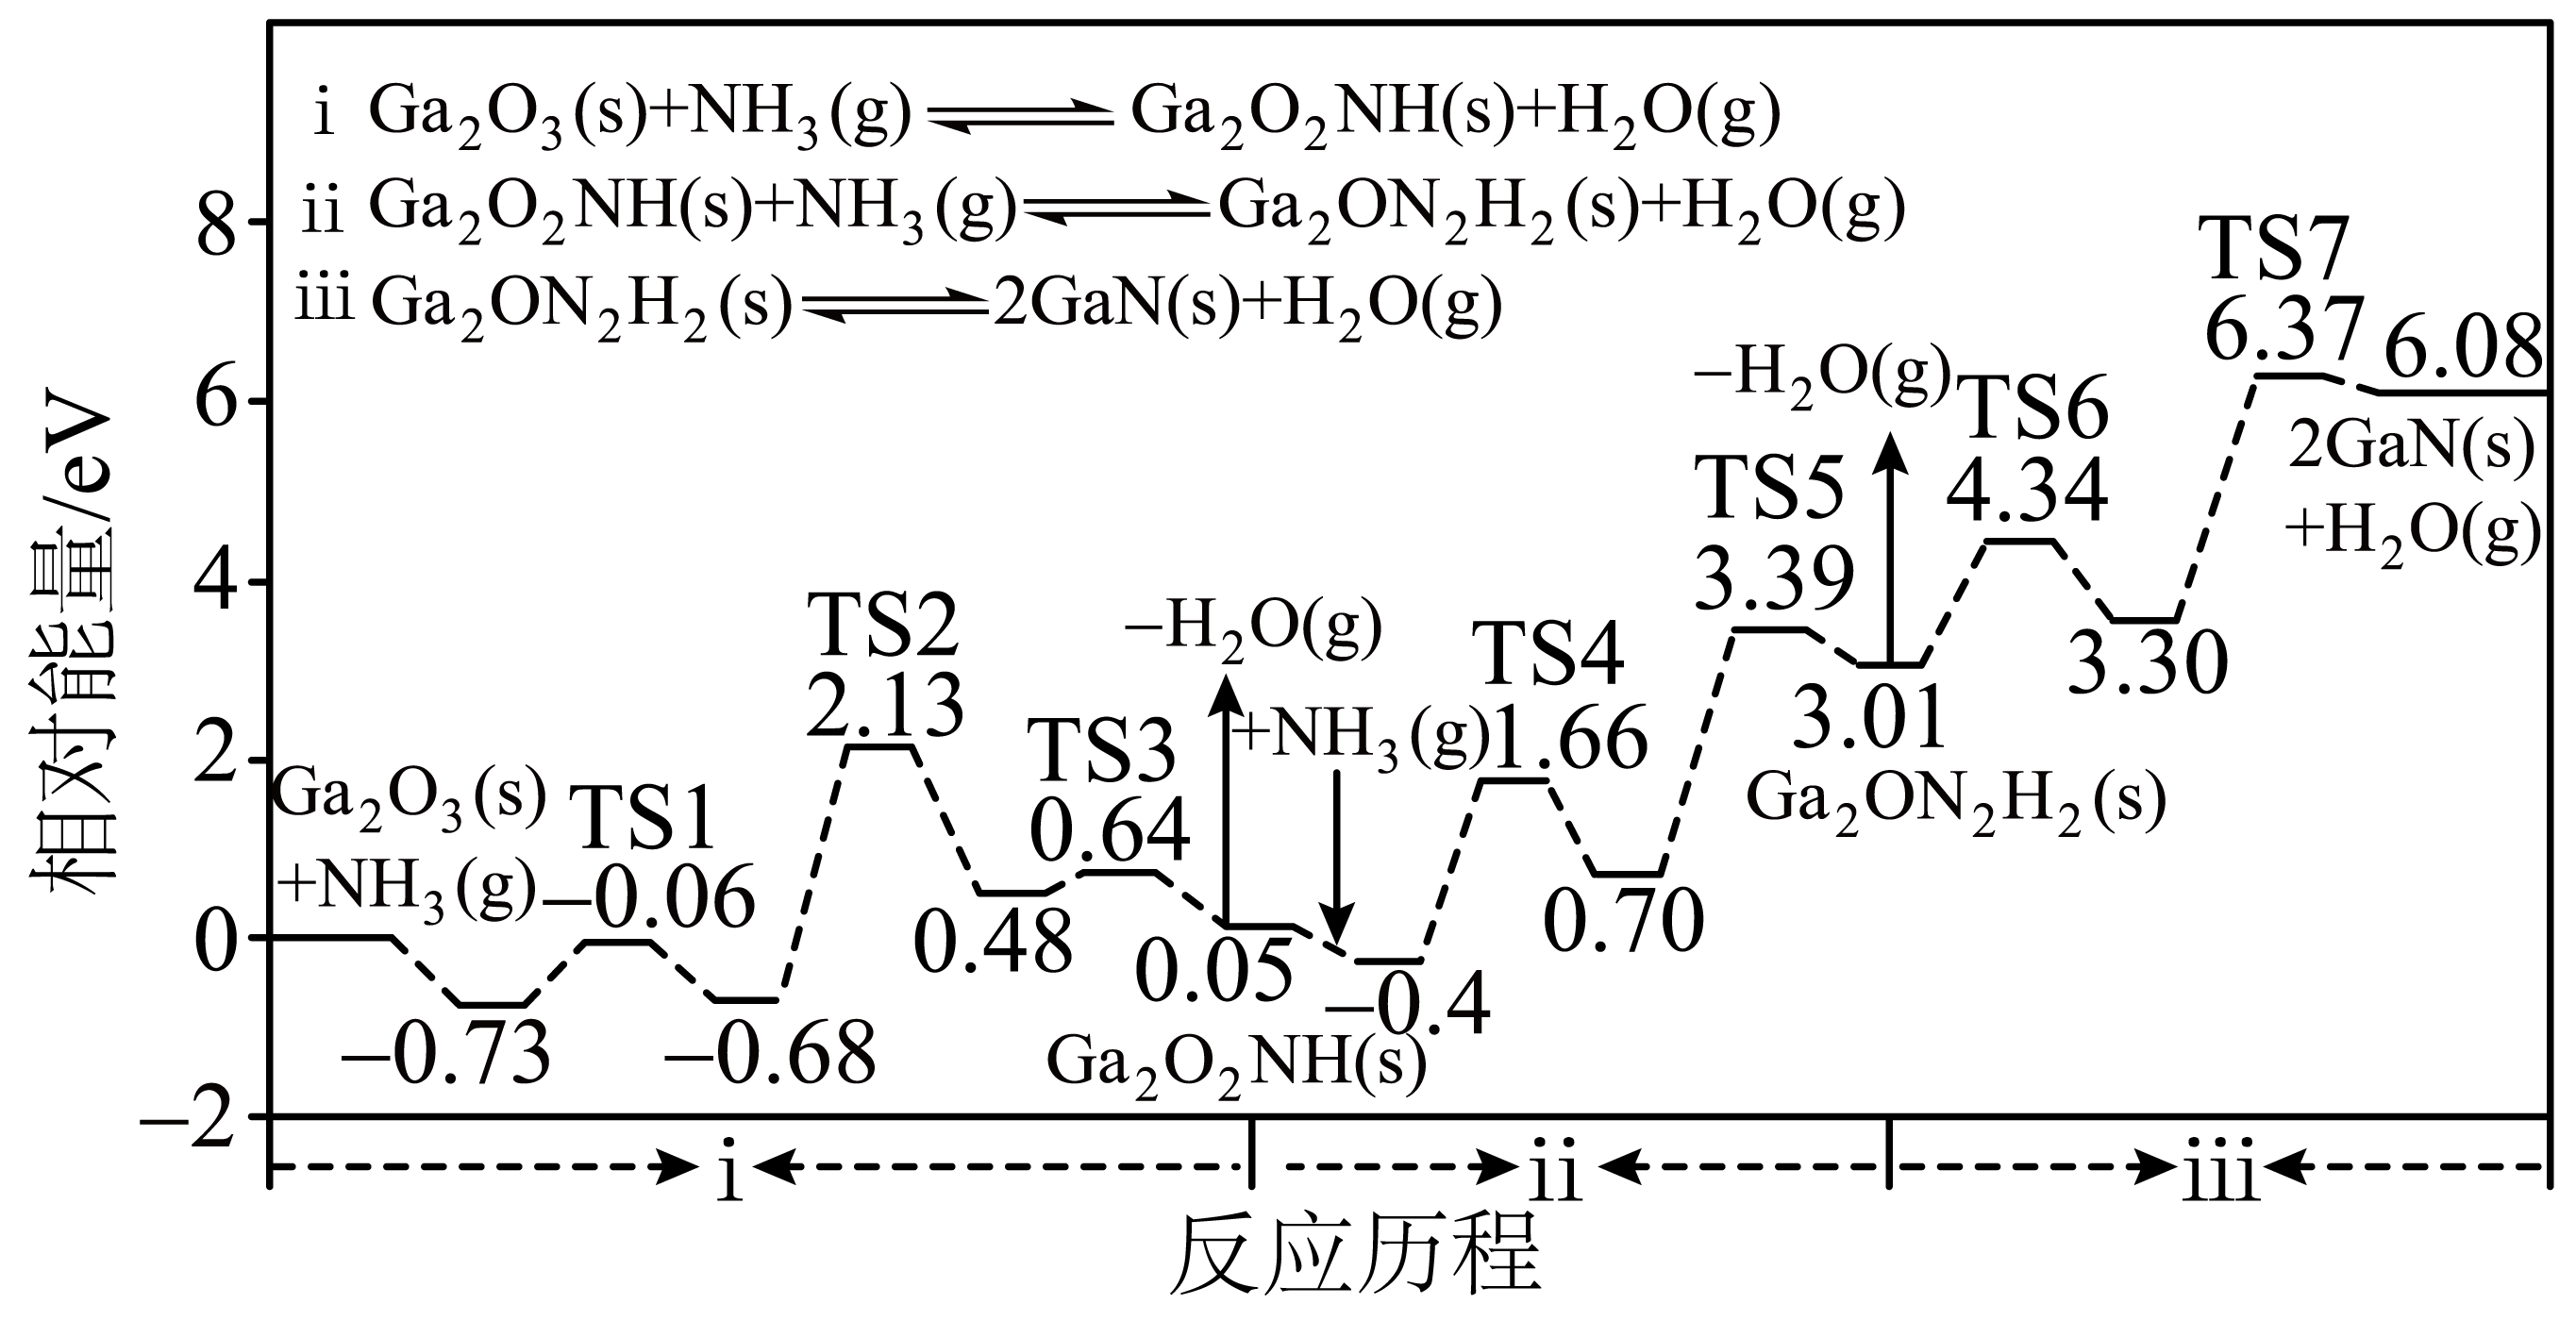 i Ga₂O₃(s)+NH₃(g) ⇌ Ga₂O₂NH(s)+H₂O(g)
ii Ga₂O₂NH(s)+NH₃(g) ⇌ Ga₂ON₂H₂(s)+H₂O(g)
iii Ga₂ON₂H₂(s) ⇌ 2GaN(s)+H₂O(g)
相对能量/eV
8
6
4
2
0
−2
Ga₂O₃(s)
+NH₃(g)
−0.73
TS1
−0.06
−0.68
TS2
2.13
0.48
TS3
0.64
−H₂O(g)
0.05
Ga₂O₂NH(s)
+NH₃(g)
−0.4
TS4
1.66
0.70
TS5
3.39
−H₂O(g)
3.01
Ga₂ON₂H₂(s)
TS6
4.34
3.30
TS7
6.37
6.08
2GaN(s)
+H₂O(g)
i
ii
iii
反应历程